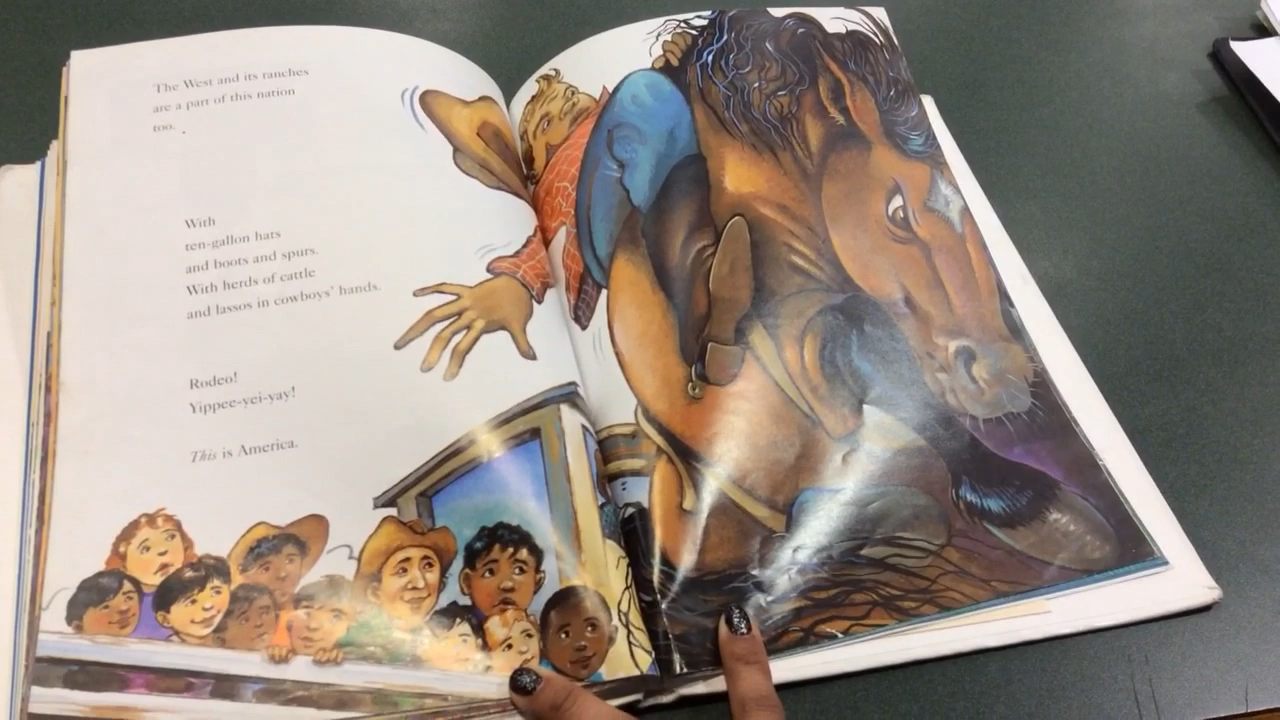 The West and its ranches
are a part of this nation
too.
With
ten-gallon hats
and boots and spurs.
With herds of cattle
and lassos in cowboys' hands.
Rodeo!
Yippee-yei-yay!
This is America.